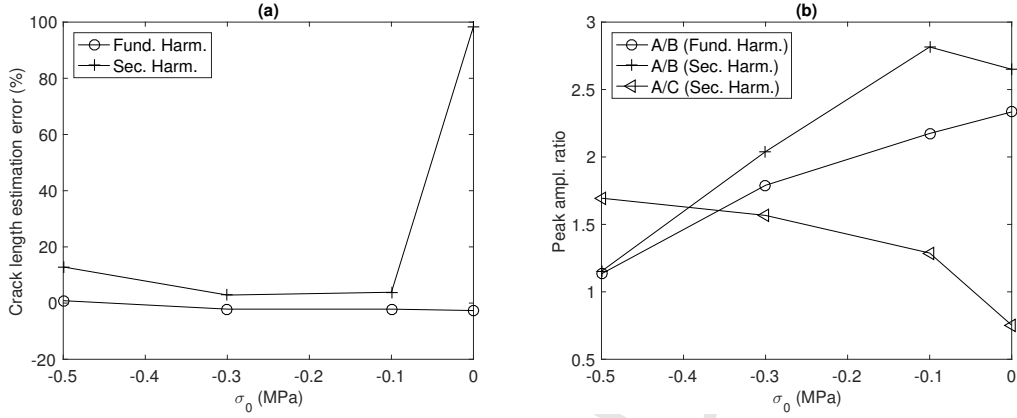 (a)
Fund. Harm.
Sec. Harm.
Crack length estimation error (%)
100
80
60
40
20
0
-20
-0.5 -0.4 -0.3 -0.2 -0.1 0
σ0 (MPa)
(b)
A/B (Fund. Harm.)
A/B (Sec. Harm.)
A/C (Sec. Harm.)
Peak ampl. ratio
3
2.5
2
1.5
1
0.5
-0.5 -0.4 -0.3 -0.2 -0.1 0
σ0 (MPa)